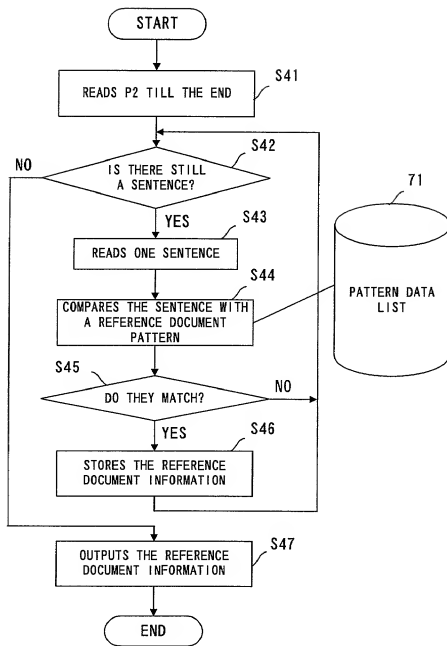 START
S41
READS P2 TILL THE END
S42
NO
IS THERE STILL
A SENTENCE?
71
YES
S43
READS ONE SENTENCE
S44
PATTERN DATA
LIST
COMPARES THE SENTENCE WITH
A REFERENCE DOCUMENT
PATTERN
S45
NO
DO THEY MATCH?
YES
S46
STORES THE REFERENCE
DOCUMENT INFORMATION
S47
OUTPUTS THE REFERENCE
DOCUMENT INFORMATION
END